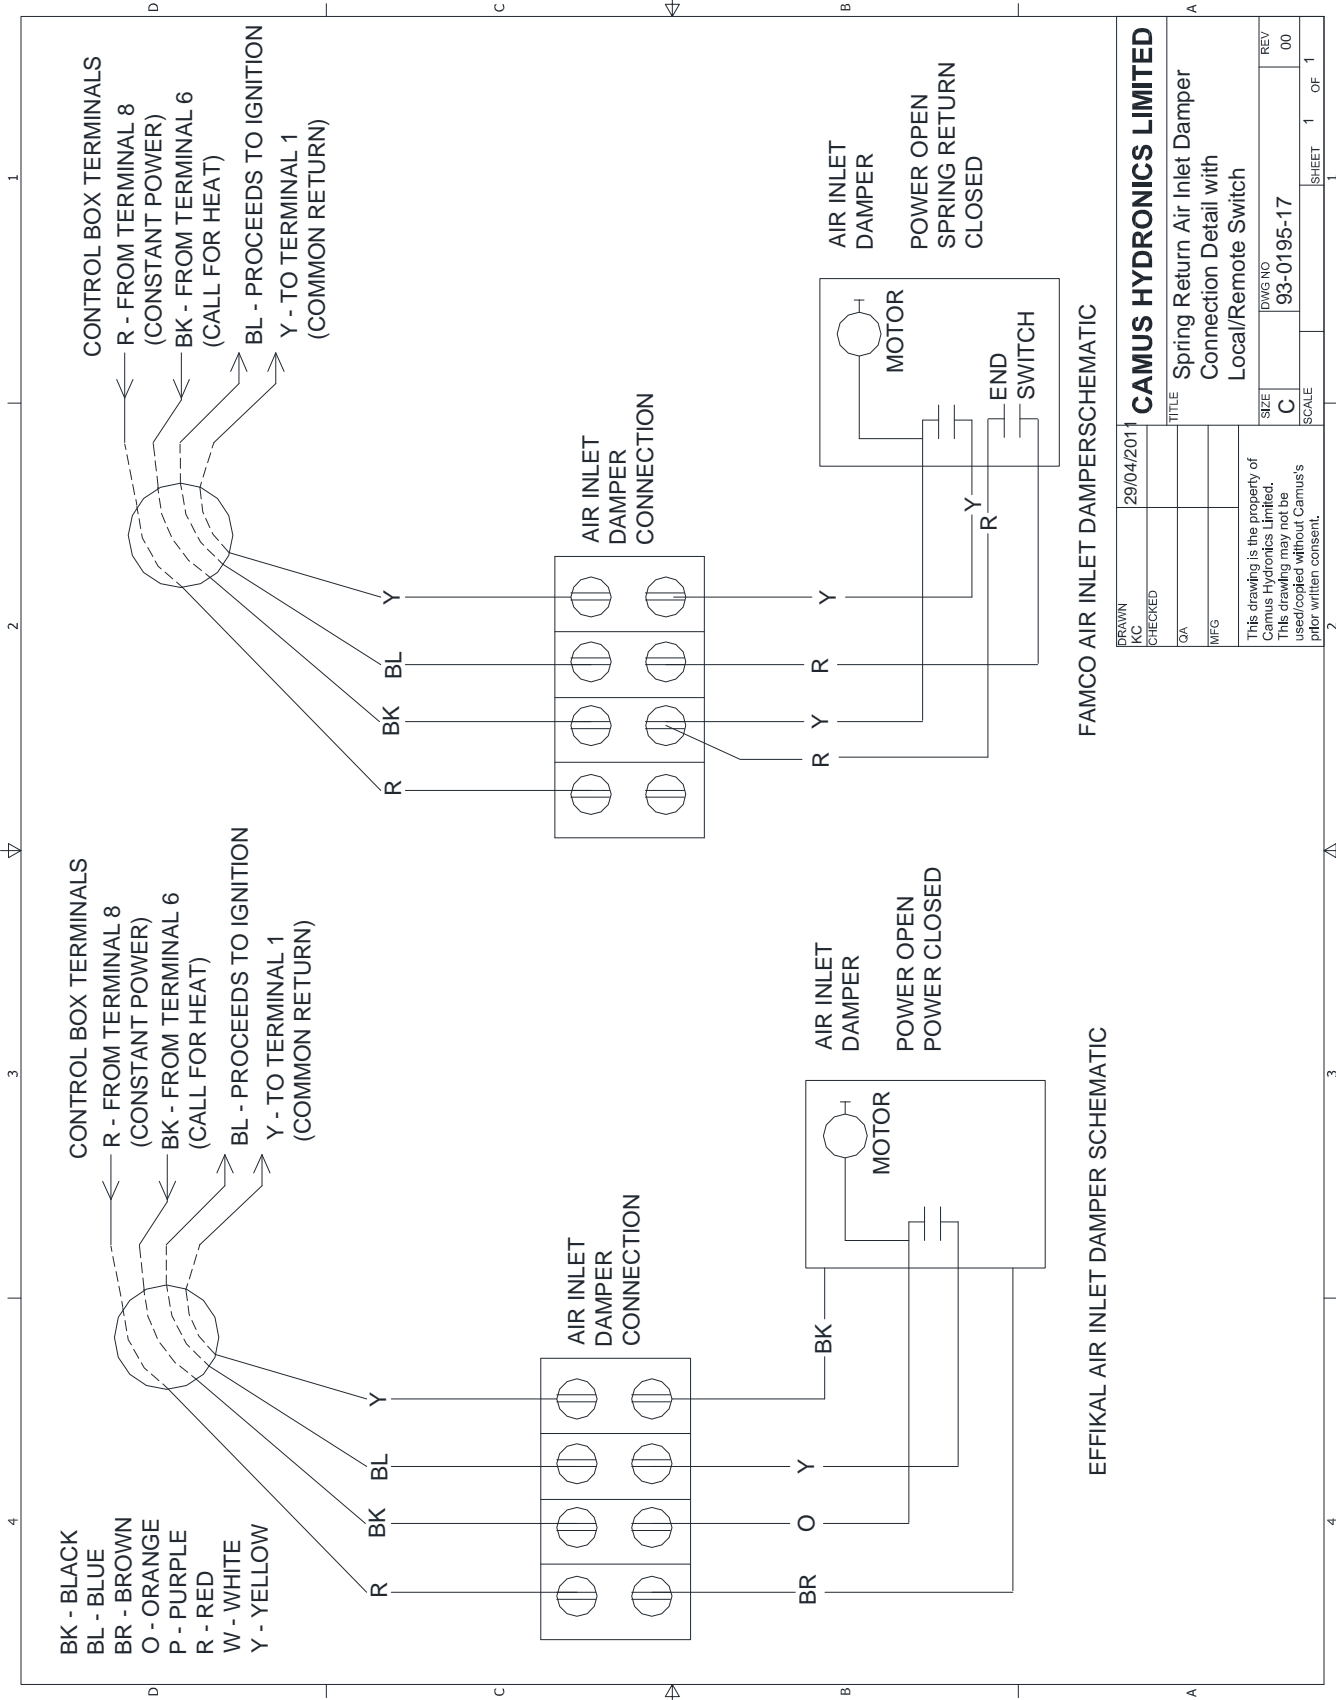 BK - BLACK
BL - BLUE
BR - BROWN
O - ORANGE
P - PURPLE
R - RED
W - WHITE
Y - YELLOW
CONTROL BOX TERMINALS
R - FROM TERMINAL 8
(CONSTANT POWER)
BK - FROM TERMINAL 6
(CALL FOR HEAT)
BL - PROCEEDS TO IGNITION
Y - TO TERMINAL 1
(COMMON RETURN)
R
BK
BL
Y
AIR INLET
DAMPER
CONNECTION
BR
O
Y
BK
MOTOR
AIR INLET
DAMPER
POWER OPEN
POWER CLOSED
EFFIKAL AIR INLET DAMPER SCHEMATIC
CONTROL BOX TERMINALS
R - FROM TERMINAL 8
(CONSTANT POWER)
BK - FROM TERMINAL 6
(CALL FOR HEAT)
BL - PROCEEDS TO IGNITION
Y - TO TERMINAL 1
(COMMON RETURN)
R
BK
BL
Y
AIR INLET
DAMPER
CONNECTION
R
Y
R
Y
Y
R
MOTOR
END
SWITCH
AIR INLET
DAMPER
POWER OPEN
SPRING RETURN
CLOSED
FAMCO AIR INLET DAMPERSCHEMATIC
DRAWN
KC
29/04/2011
CHECKED
QA
MFG
This drawing is the property of
Camus Hydronics Limited.
This drawing may not be
used/copied without Camus's
prior written consent.
CAMUS HYDRONICS LIMITED
TITLE
Spring Return Air Inlet Damper
Connection Detail with
Local/Remote Switch
SIZE
C
DWG NO
93-0195-17
REV
00
SCALE
SHEET 1 OF 1
4
3
2
1
4
3
2
1
D
C
B
A
D
C
B
A